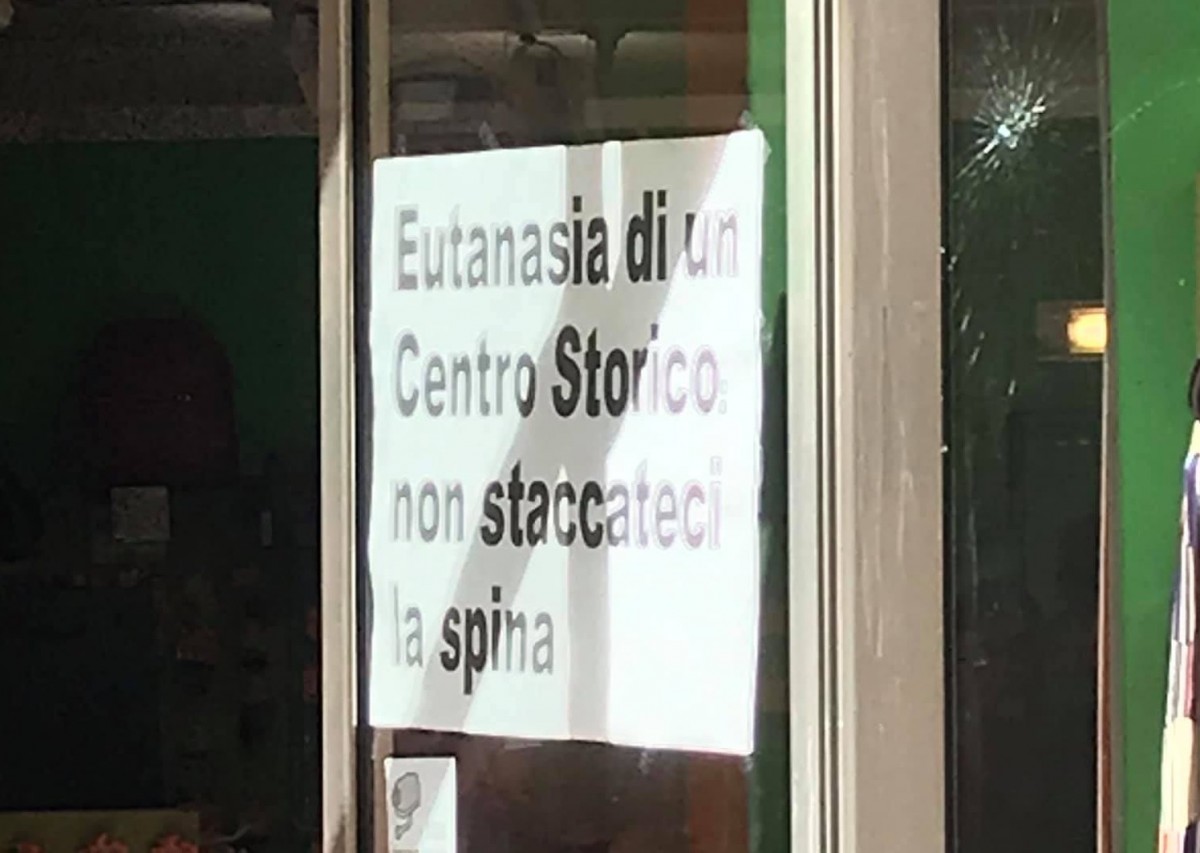 Eutanasia di un
Centro Storico:
non staccateci
la spina